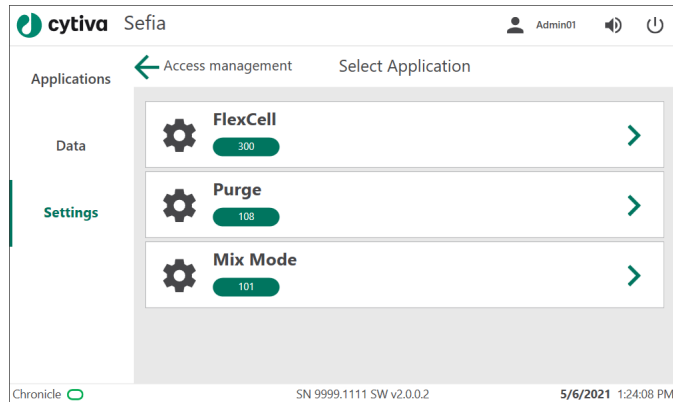 cytiva Sefia Admin01
Applications
Access management Select Application
FlexCell
300
Data
Purge
108
Settings
Mix Mode
101
Chronicle SN 9999.1111 SW v2.0.0.2 5/6/2021 1:24:08 PM